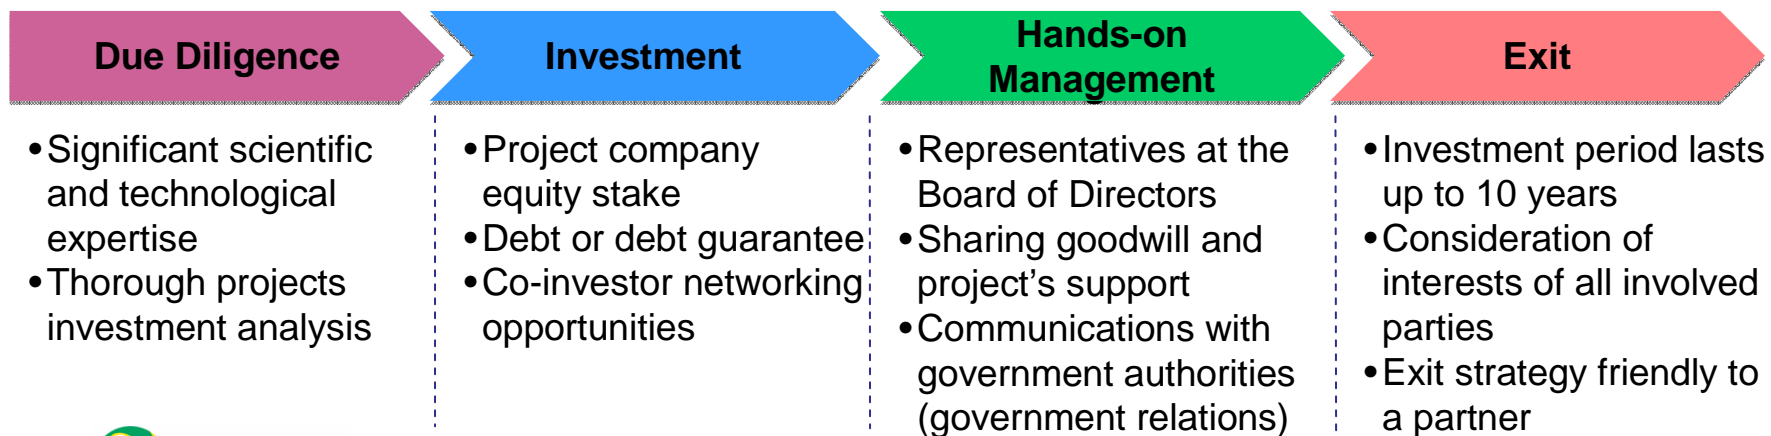 Due Diligence
Investment
Hands-on
Management
Exit
•Significant scientific
and technological
expertise
•Thorough projects
investment analysis
•Project company
equity stake
•Debt or debt guarantee
•Co-investor networking
opportunities
•Representatives at the
Board of Directors
•Sharing goodwill and
project’s support
•Communications with
government authorities
(government relations)
•Investment period lasts
up to 10 years
•Consideration of
interests of all involved
parties
•Exit strategy friendly to
a partner